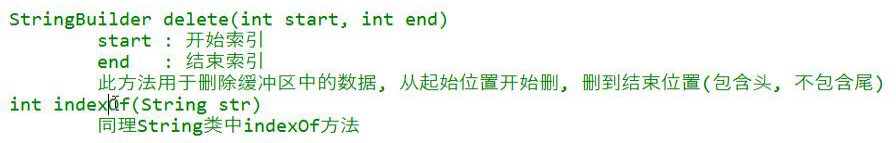 StringBuilder delete(int start, int end)
start : 开始索引
end : 结束索引
此方法用于删除缓冲区中的数据, 从起始位置开始删, 删到结束位置(包含头, 不包含尾)
int indexOf(String str)
同理String类中indexOf方法